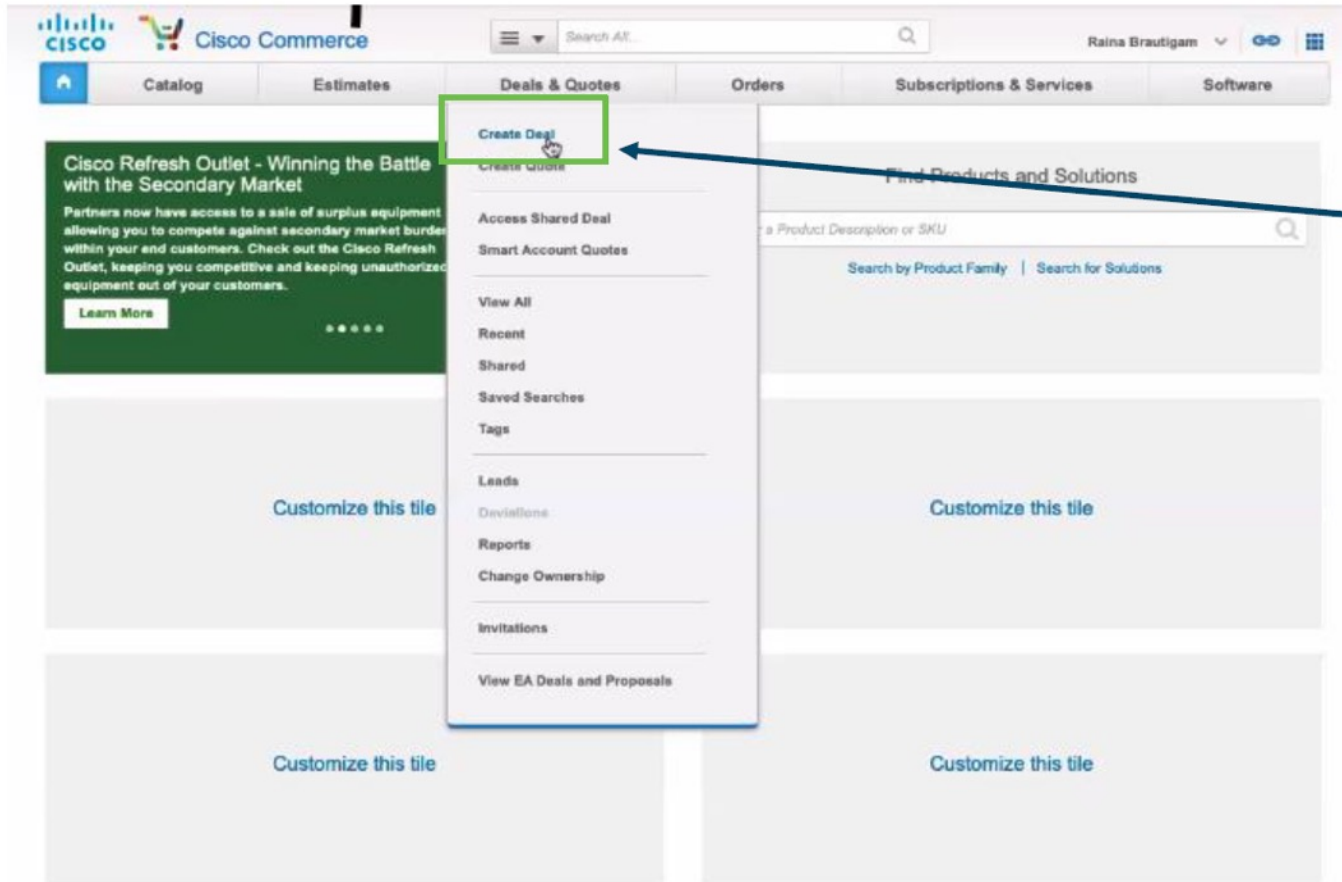 CISCO
Cisco Commerce
Search All...
Raina Brautigam
Catalog
Estimates
Deals & Quotes
Orders
Subscriptions & Services
Software
Create Deal
Create Quote
Access Shared Deal
Smart Account Quotes
View All
Recent
Shared
Saved Searches
Tags
Leads
Deviations
Reports
Change Ownership
Invitations
View EA Deals and Proposals
Cisco Refresh Outlet - Winning the Battle
with the Secondary Market
Partners now have access to a sale of surplus equipment
allowing you to compete against secondary market burden
within your end customers. Check out the Cisco Refresh
Outlet, keeping you competitive and keeping unauthorized
equipment out of your customers.
Learn More
Find Products and Solutions
a Product Description or SKU
Search by Product Family | Search for Solutions
Customize this tile
Customize this tile
Customize this tile
Customize this tile